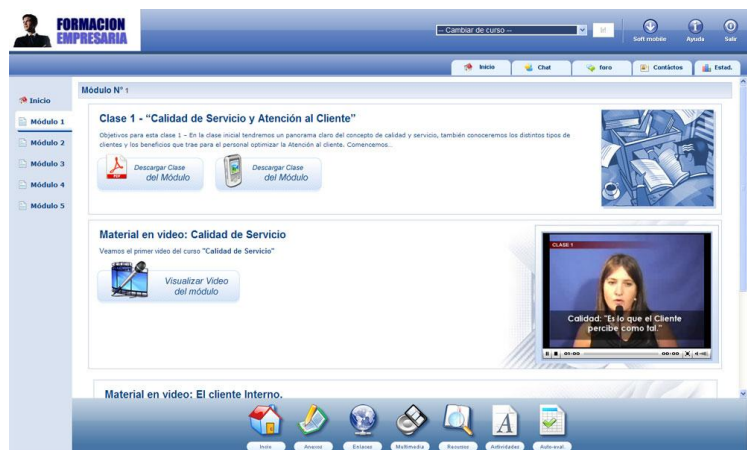 FORMACION
EMPRESARIA
-- Cambiar de curso --
Ir!
Soft mobile
Ayuda
Salir
Inicio
Chat
foro
Contáctos
Estad.
Inicio
Módulo 1
Módulo 2
Módulo 3
Módulo 4
Módulo 5
Módulo N° 1
Clase 1 - “Calidad de Servicio y Atención al Cliente”
Objetivos para esta clase 1 – En la clase inicial tendremos un panorama claro del concepto de calidad y servicio, también conoceremos los distintos tipos de
clientes y los beneficios que trae para el personal optimizar la Atención al cliente. Comencemos..
PDF
Descargar Clase
del Módulo
Descargar Clase
del Módulo
Material en video: Calidad de Servicio
Veamos el primer video del curso "Calidad de Servicio"
Visualizar Video
del módulo
CLASE 1
Calidad: "Es lo que el Cliente
percibe como tal."
01:00
00:00
Material en video: El cliente Interno.
A
Inicio
Anexos
Enlaces
Multimedia
Recursos
Actividades
Auto-eval.